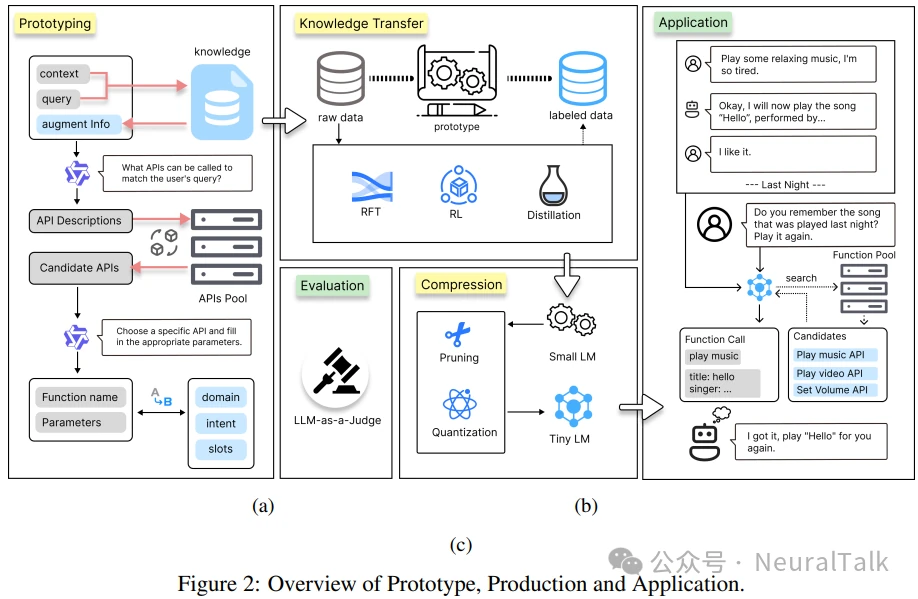 Prototyping
knowledge
context
query
augment Info
What APIs can be called to
match the user's query?
API Descriptions
Candidate APIs
APIs Pool
Choose a specific API and fill
in the appropriate parameters.
Function name
Parameters
A
B
domain
intent
slots
Knowledge Transfer
raw data
prototype
labeled data
RFT
RL
Distillation
Evaluation
LLM-as-a-Judge
Compression
Pruning
Small LM
Quantization
Tiny LM
Application
Play some relaxing music, I'm
so tired.
Okay, I will now play the song
"Hello", performed by...
I like it.
--- Last Night ---
Do you remember the song
that was played last night?
Play it again.
Function Pool
search
Function Call
play music
title: hello
singer: ...
Candidates
Play music API
Play video API
Set Volume API
I got it, play "Hello" for you
again.
(a)
(b)
(c)
公众号 · NeuralTalk
Figure 2: Overview of Prototype, Production and Application.